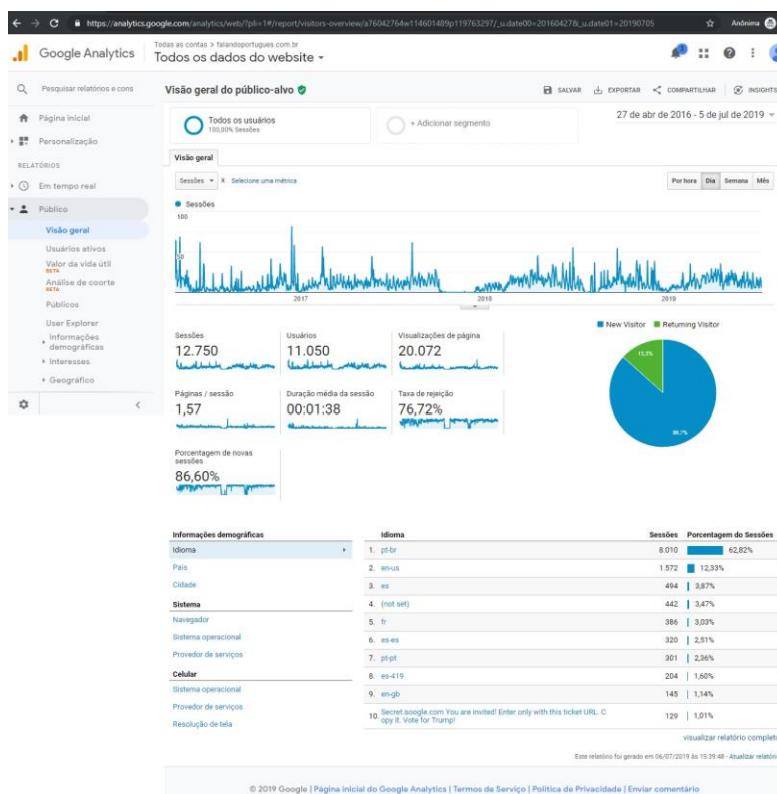 https://analytics.google.com/analytics/web/?pli=1#/report/visitors-overview/a76042764w114601489p119763297/_u.date00=20160427&_u.date01=20190705
Anônima
Google Analytics
Todas as contas > falandoportugues.com.br
Todos os dados do website
Pesquisar relatórios e cons
Página inicial
Personalização
RELATÓRIOS
Em tempo real
Público
Visão geral
Usuários ativos
Valor da vida útil
BETA
Análise de coorte
BETA
Públicos
User Explorer
Informações
demográficas
Interesses
Geográfico
Visão geral do público-alvo
SALVAR
EXPORTAR
COMPARTILHAR
INSIGHTS
Todos os usuários
100,00% Sessões
+ Adicionar segmento
27 de abr de 2016 - 5 de jul de 2019
Visão geral
Sessões
X
Selecione uma métrica
Por hora
Dia
Semana
Mês
Sessões
100
50
2017
2018
2019
Sessões
12.750
Usuários
11.050
Visualizações de página
20.072
Páginas / sessão
1,57
Duração média da sessão
00:01:38
Taxa de rejeição
76,72%
Porcentagem de novas
sessões
86,60%
New Visitor
Returning Visitor
13,3%
86,7%
Informações demográficas
Idioma
País
Cidade
Sistema
Navegador
Sistema operacional
Provedor de serviços
Celular
Sistema operacional
Provedor de serviços
Resolução de tela
Idioma Sessões Porcentagem do Sessões
1. pt-br 8.010 62,82%
2. en-us 1.572 12,33%
3. es 494 3,87%
4. (not set) 442 3,47%
5. fr 386 3,03%
6. es-es 320 2,51%
7. pt-pt 301 2,36%
8. es-419 204 1,60%
9. en-gb 145 1,14%
10. Secret.ɢoogle.com You are invited! Enter only with this ticket URL. C
opy it. Vote for Trump! 129 1,01%
visualizar relatório completo
Este relatório foi gerado em 06/07/2019 às 15:39:48 - Atualizar relatório
© 2019 Google | Página inicial do Google Analytics | Termos de Serviço | Política de Privacidade | Enviar comentário